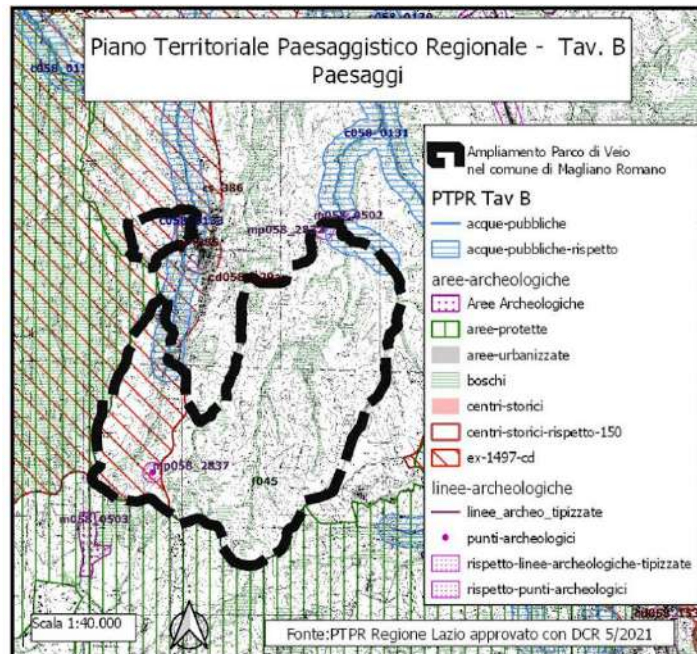 Piano Territoriale Paesaggistico Regionale - Tav. B
Paesaggi
c058_0131
Ampliamento Parco di Veio
nel comune di Magliano Romano
PTPR Tav B
acque-pubbliche
acque-pubbliche-rispetto
aree-archeologiche
Aree Archeologiche
aree-protette
aree-urbanizzate
boschi
centri-storici
centri-storici-rispetto-150
ex-1497-cd
linee-archeologiche
linee_archeo_tipizzate
punti-archeologici
rispetto-linee-archeologiche-tipizzate
rispetto-punti-archeologici
mp058_2837
f045
m058_0503
Scala 1:40.000
Fonte:PTPR Regione Lazio approvato con DCR 5/2021